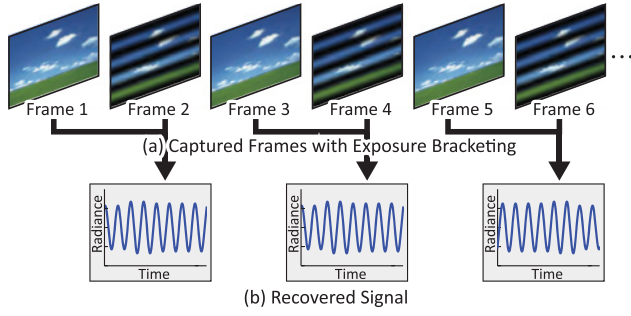 Frame 1 Frame 2 Frame 3 Frame 4 Frame 5 Frame 6 ...
(a) Captured Frames with Exposure Bracketing
Radiance Radiance Radiance
Time Time Time
(b) Recovered Signal